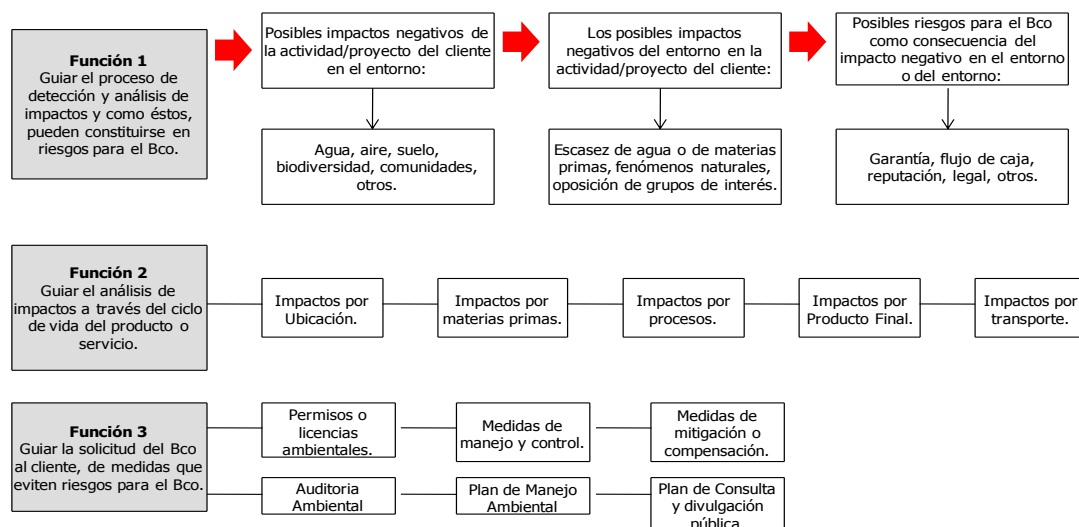 Función 1
Guiar el proceso de
detección y análisis de
impactos y como éstos,
pueden constituirse en
riesgos para el Bco.
Posibles impactos negativos de
la actividad/proyecto del cliente
en el entorno:
Los posibles impactos
negativos del entorno en la
actividad/proyecto del cliente:
Posibles riesgos para el Bco
como consecuencia del
impacto negativo en el entorno
o del entorno:
Agua, aire, suelo,
biodiversidad, comunidades,
otros.
Escasez de agua o de materias
primas, fenómenos naturales,
oposición de grupos de interés.
Garantía, flujo de caja,
reputación, legal, otros.
Función 2
Guiar el análisis de
impactos a través del ciclo
de vida del producto o
servicio.
Impactos por
Ubicación.
Impactos por
materias primas.
Impactos por
procesos.
Impactos por
Producto Final.
Impactos por
transporte.
Función 3
Guiar la solicitud del Bco
al cliente, de medidas que
eviten riesgos para el Bco.
Permisos o
licencias
ambientales.
Medidas de
manejo y control.
Medidas de
mitigación o
compensación.
Auditoria
Ambiental
Plan de Manejo
Ambiental
Plan de Consulta
y divulgación
pública